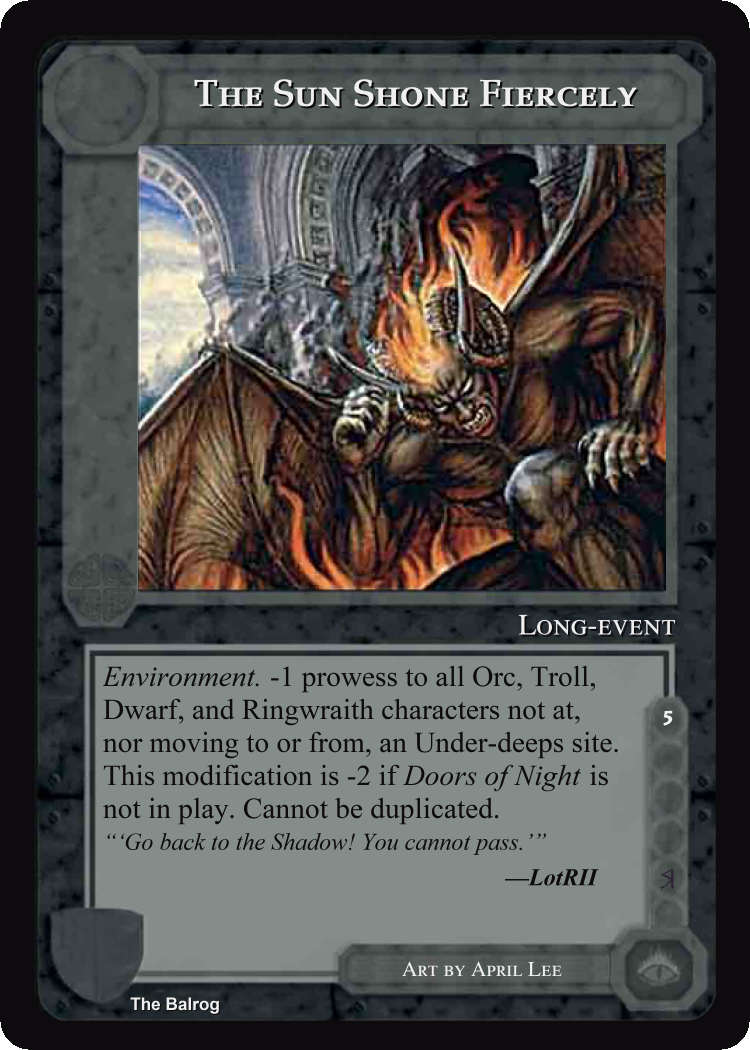 The Sun Shone Fiercely
Long-event
Environment. -1 prowess to all Orc, Troll,
Dwarf, and Ringwraith characters not at,
nor moving to or from, an Under-deeps site.
This modification is -2 if Doors of Night is
not in play. Cannot be duplicated.
5
“‘Go back to the Shadow! You cannot pass.’”
—LotRII
Art by April Lee
The Balrog